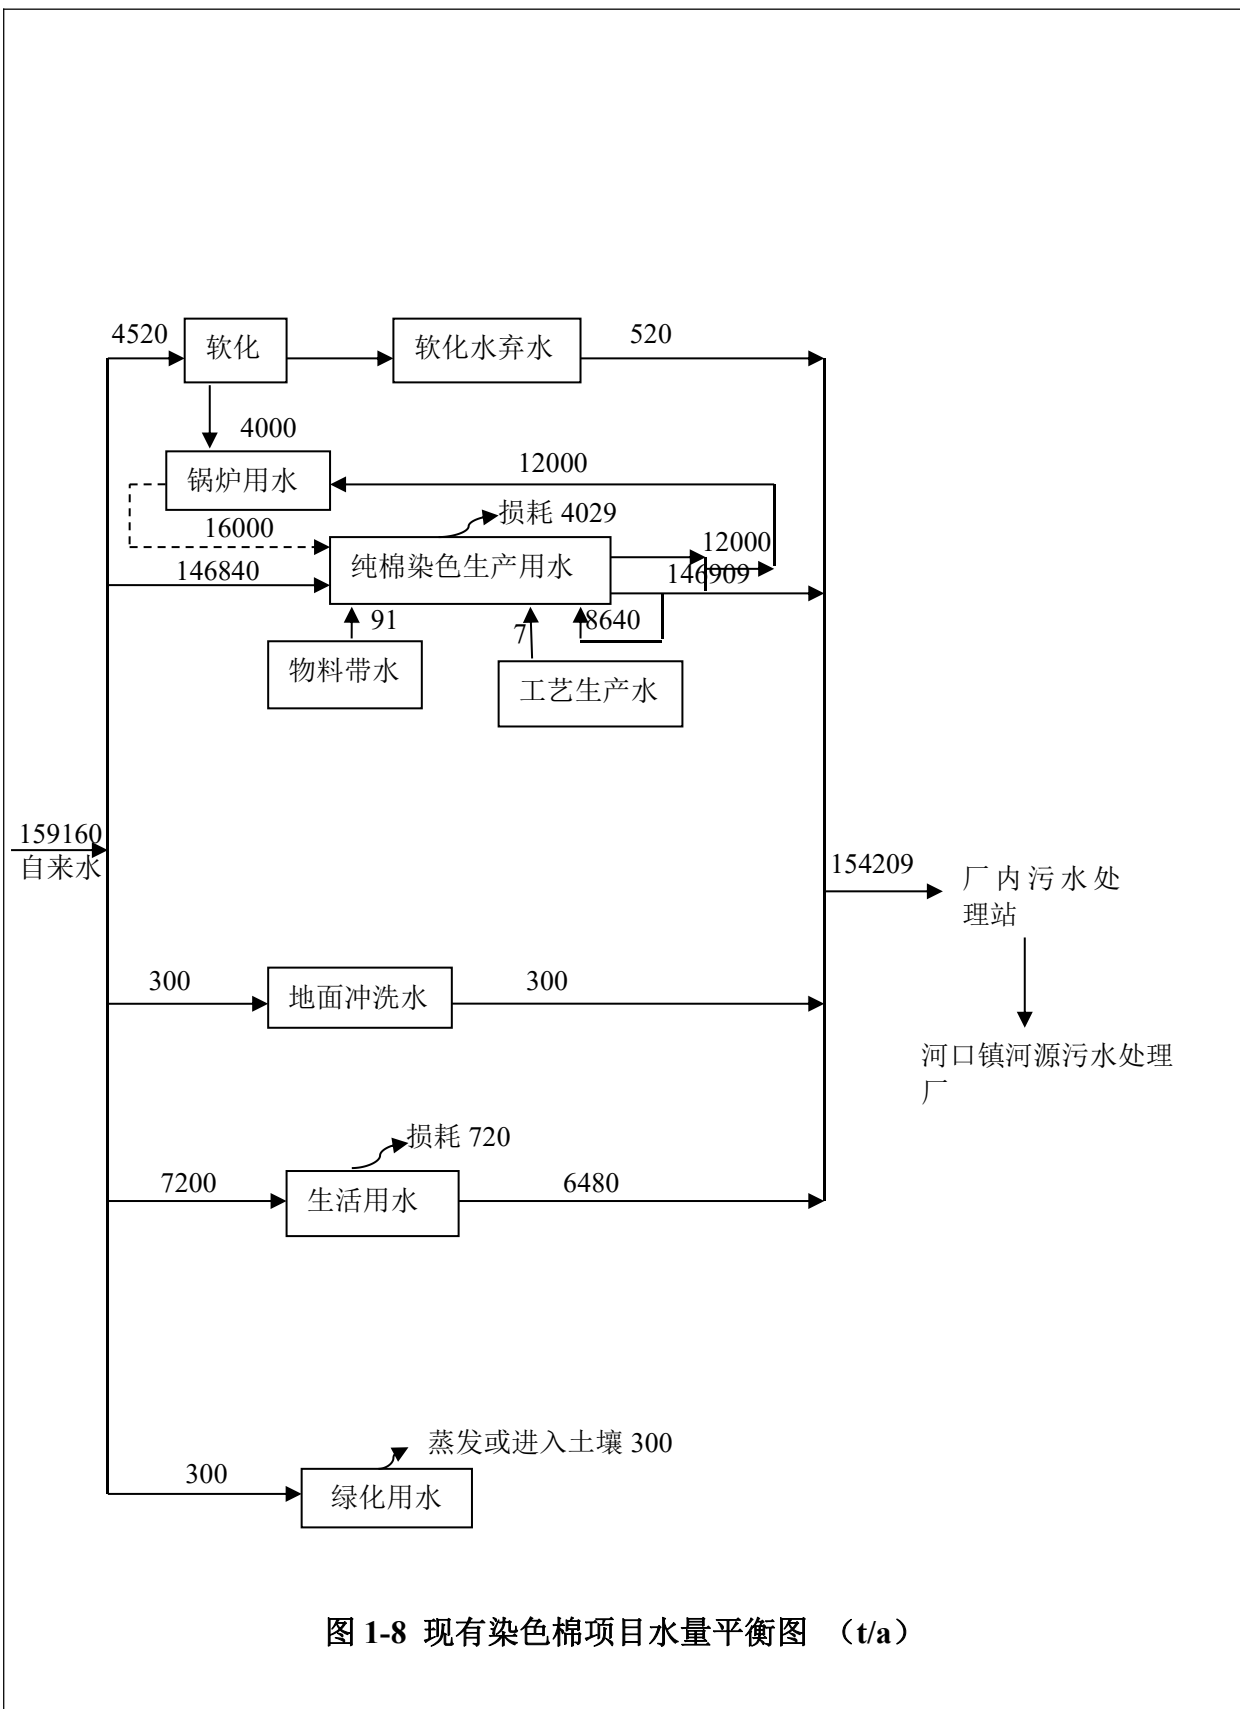 4520
软化
软化水弃水
520
4000
锅炉用水
12000
16000
损耗 4029
12000
纯棉染色生产用水
146840
146909
91
7
8640
物料带水
工艺生产水
159160
自来水
154209
厂内污水处
理站
300
地面冲洗水
300
河口镇河源污水处理
厂
损耗 720
7200
生活用水
6480
蒸发或进入土壤 300
300
绿化用水
图 1-8 现有染色棉项目水量平衡图 （t/a）